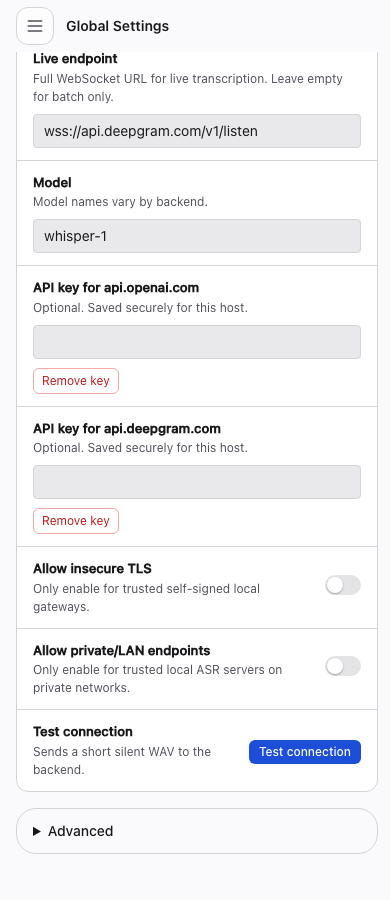 Global Settings
Live endpoint
Full WebSocket URL for live transcription. Leave empty
for batch only.
wss://api.deepgram.com/v1/listen
Model
Model names vary by backend.
whisper-1
API key for api.openai.com
Optional. Saved securely for this host.
Remove key
API key for api.deepgram.com
Optional. Saved securely for this host.
Remove key
Allow insecure TLS
Only enable for trusted self-signed local
gateways.
Allow private/LAN endpoints
Only enable for trusted local ASR servers on
private networks.
Test connection
Sends a short silent WAV to the
backend.
Test connection
Advanced